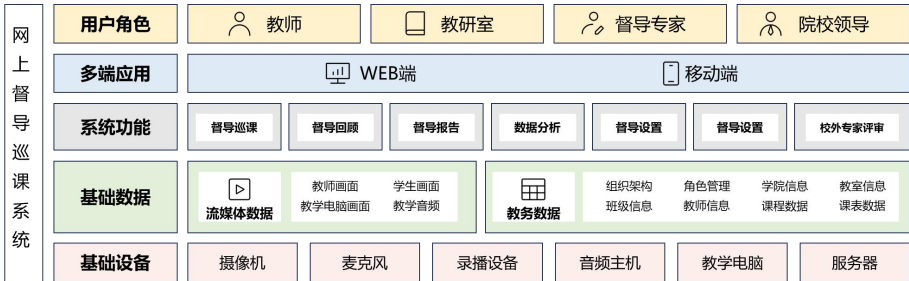 网上督导巡课系统
用户角色
教师
教研室
督导专家
院校领导
多端应用
WEB端
移动端
系统功能
督导巡课
督导回顾
督导报告
数据分析
督导设置
督导设置
校外专家评审
基础数据
流媒体数据
教师画面 学生画面
教学电脑画面 教学音频
教务数据
组织架构 角色管理 学院信息 教室信息
班级信息 教师信息 课程数据 课表数据
基础设备
摄像机
麦克风
录播设备
音频主机
教学电脑
服务器